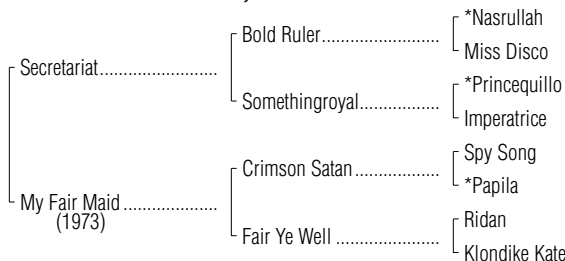 *Nasrullah
Bold Ruler
Miss Disco
Secretariat
*Princequillo
Somethingroyal
Imperatrice
Spy Song
Crimson Satan
*Papila
My Fair Maid
(1973)
Ridan
Fair Ye Well
Klondike Kate